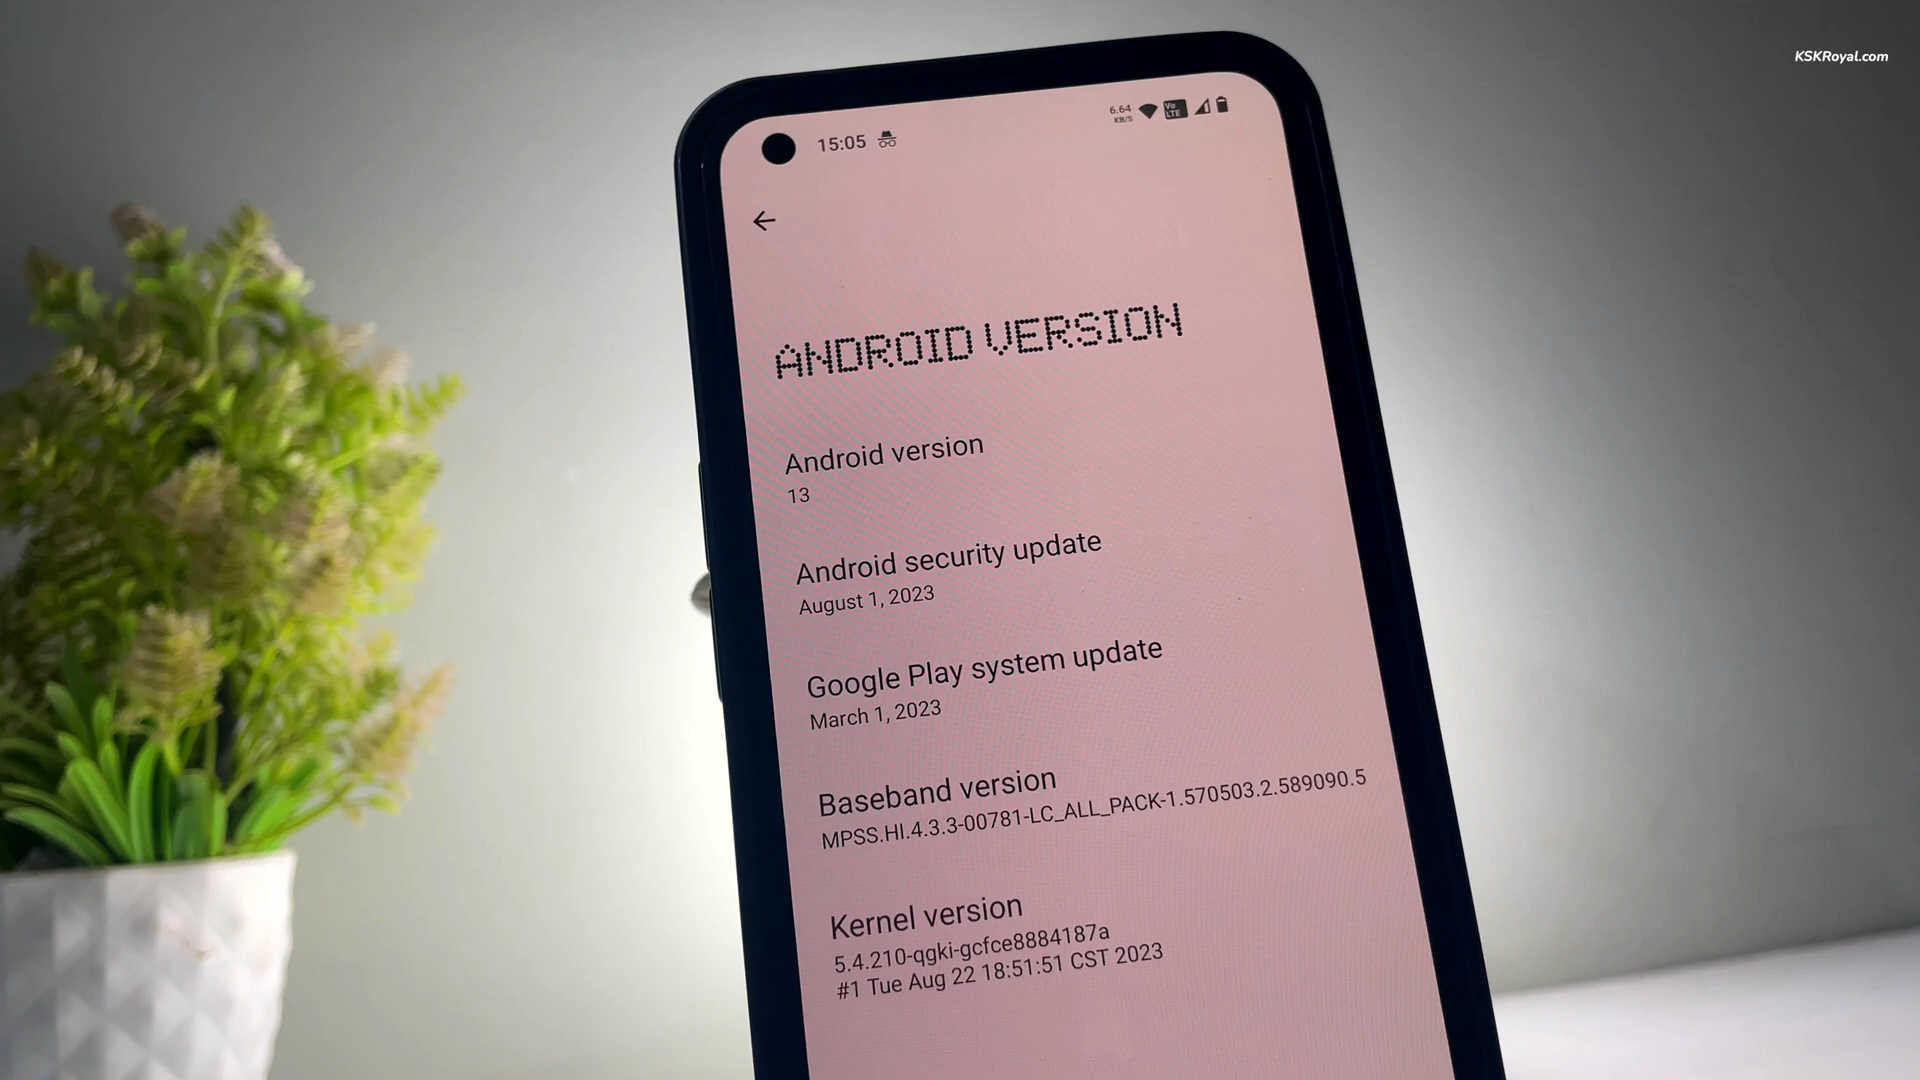 KSKRoyal.com
15:05
6.64
KB/S
Vo
LTE
ANDROID VERSION
Android version
13
Android security update
August 1, 2023
Google Play system update
March 1, 2023
Baseband version
MPSS.HI.4.3.3-00781-LC_ALL_PACK-1.570503.2.589090.5
Kernel version
5.4.210-qgki-gcfce8884187a
#1 Tue Aug 22 18:51:51 CST 2023